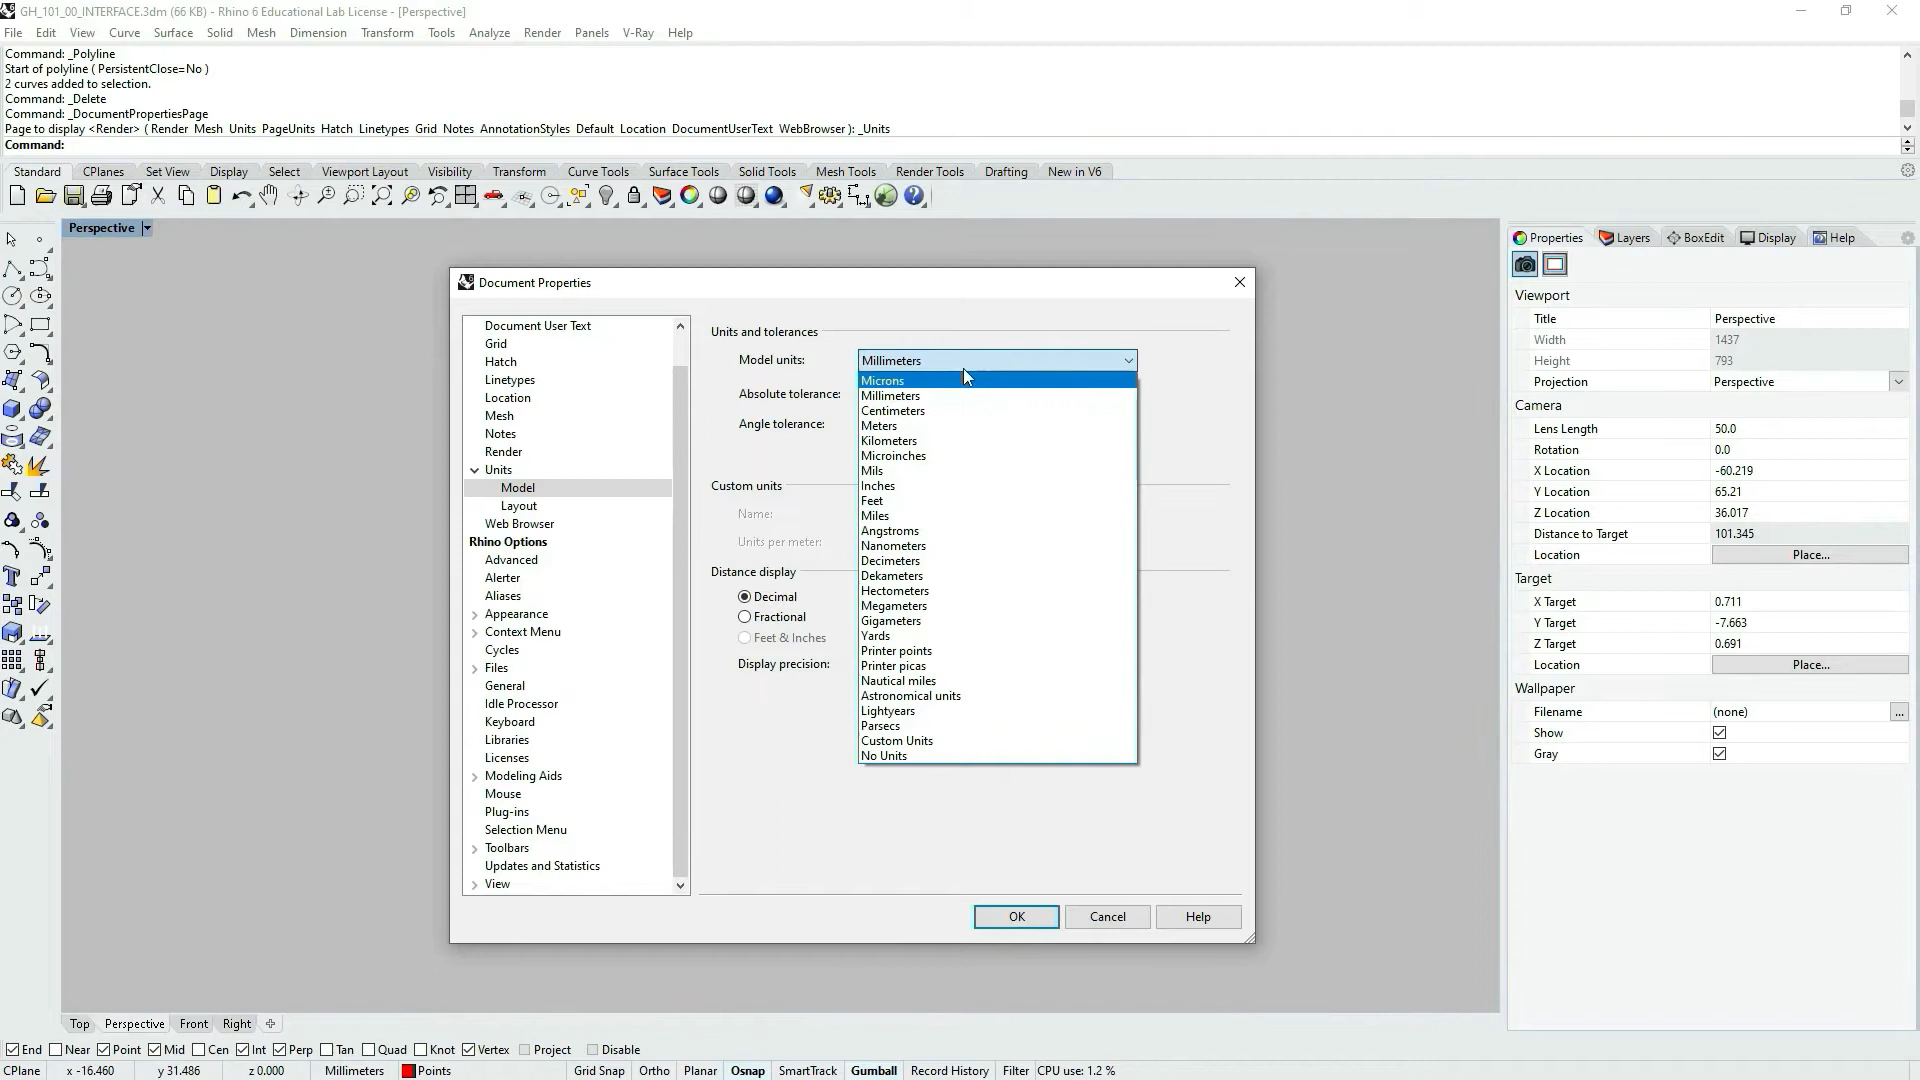 GH_101_00_INTERFACE.3dm (66 KB) - Rhino 6 Educational Lab License - [Perspective]
File Edit View Curve Surface Solid Mesh Dimension Transform Tools Analyze Render Panels V-Ray Help
Command: _Polyline
Start of polyline ( PersistentClose=No )
2 curves added to selection.
Command: _Delete
Command: _DocumentPropertiesPage
Page to display <Render> ( Render Mesh Units PageUnits Hatch Linetypes Grid Notes AnnotationStyles Default Location DocumentUserText WebBrowser ): _Units
Command:
Standard CPlanes Set View Display Select Viewport Layout Visibility Transform Curve Tools Surface Tools Solid Tools Mesh Tools Render Tools Drafting New in V6
Perspective
Document Properties
Document User Text
Grid
Hatch
Linetypes
Location
Mesh
Notes
Render
Units
Model
Layout
Web Browser
Rhino Options
Advanced
Alerter
Aliases
Appearance
Context Menu
Cycles
Files
General
Idle Processor
Keyboard
Libraries
Licenses
Modeling Aids
Mouse
Plug-ins
Selection Menu
Toolbars
Updates and Statistics
View
Units and tolerances
Model units: Millimeters
Absolute tolerance:
Angle tolerance:
Custom units
Name:
Units per meter:
Distance display
Decimal
Fractional
Feet & Inches
Display precision:
Microns
Millimeters
Centimeters
Meters
Kilometers
Microinches
Mils
Inches
Feet
Miles
Angstroms
Nanometers
Decimeters
Dekameters
Hectometers
Megameters
Gigameters
Yards
Printer points
Printer picas
Nautical miles
Astronomical units
Lightyears
Parsecs
Custom Units
No Units
OK Cancel Help
Properties Layers BoxEdit Display Help
Viewport
Title Perspective
Width 1437
Height 793
Projection Perspective
Camera
Lens Length 50.0
Rotation 0.0
X Location -60.219
Y Location 65.21
Z Location 36.017
Distance to Target 101.345
Location Place...
Target
X Target 0.711
Y Target -7.663
Z Target 0.691
Location Place...
Wallpaper
Filename (none) ...
Show
Gray
Top Perspective Front Right
End Near Point Mid Cen Int Perp Tan Quad Knot Vertex Project Disable
CPlane x -16.460 y 31.486 z 0.000 Millimeters Points Grid Snap Ortho Planar Osnap SmartTrack Gumball Record History Filter CPU use: 1.2 %